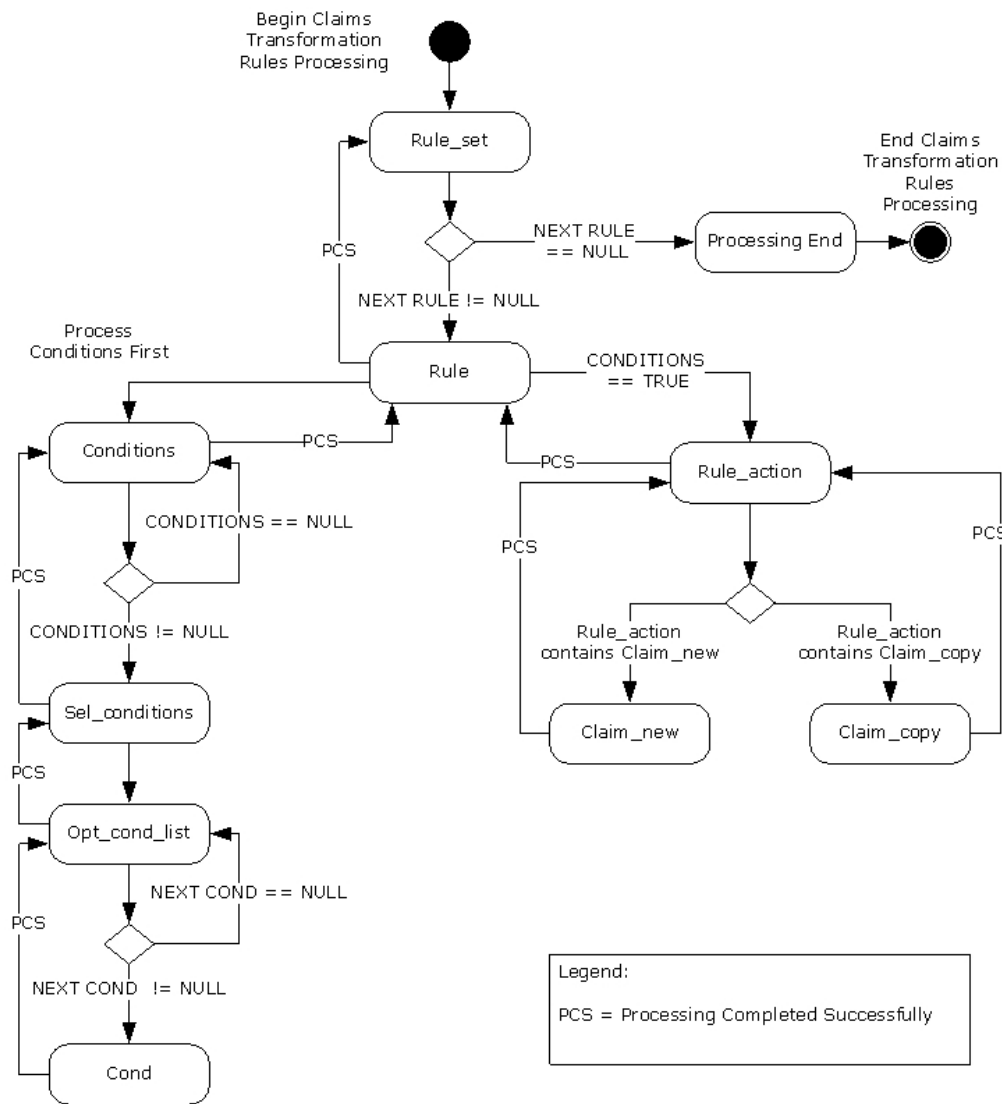 Begin Claims
Transformation
Rules Processing
Rule_set
End Claims
Transformation
Rules
Processing
PCS
NEXT RULE
== NULL
Processing End
NEXT RULE != NULL
Process
Conditions First
Rule
CONDITIONS
== TRUE
Conditions
PCS
PCS
Rule_action
CONDITIONS == NULL
PCS
PCS
PCS
CONDITIONS != NULL
Rule_action
contains Claim_new
Rule_action
contains Claim_copy
Sel_conditions
Claim_new
Claim_copy
PCS
Opt_cond_list
NEXT COND == NULL
PCS
NEXT COND != NULL
Cond
Legend:
PCS = Processing Completed Successfully